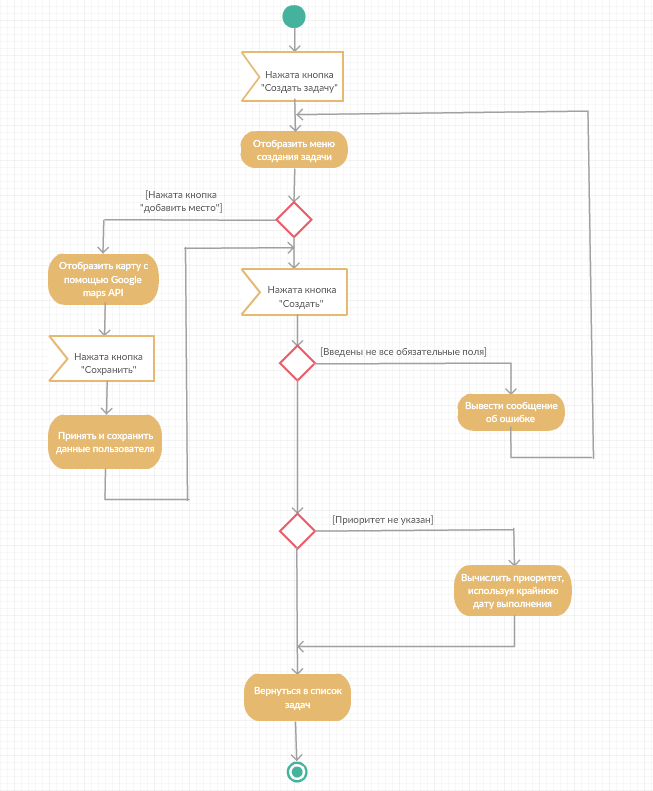 Нажата кнопка
"Создать задачу"
Отобразить меню
создания задачи
[Нажата кнопка
"добавить место"]
Отобразить карту с
помощью Google
maps API
Нажата кнопка
"Создать"
Нажата кнопка
"Сохранить"
[Введены не все обязательные поля]
Вывести сообщение
об ошибке
Принять и сохранить
данные пользователя
[Приоритет не указан]
Вычислить приоритет,
используя крайнюю
дату выполнения
Вернуться в список
задач